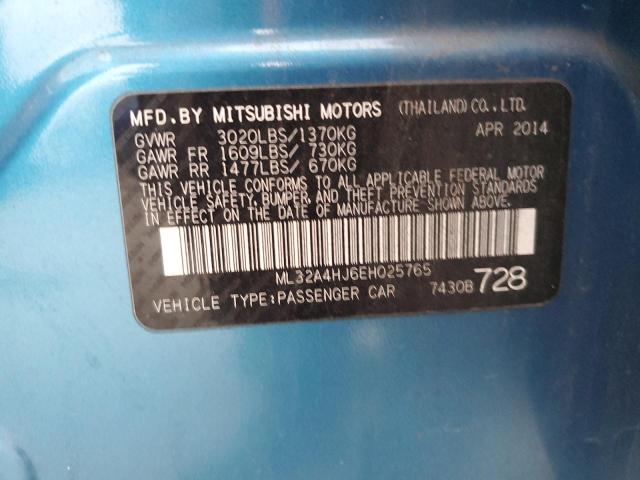 MFD.BY MITSUBISHI MOTORS (THAILAND)CO.,LTD.
GVWR 3020LBS/1370KG APR 2014
GAWR FR 1609LBS/ 730KG
GAWR RR 1477LBS/ 670KG
THIS VEHICLE CONFORMS TO ALL APPLICABLE FEDERAL MOTOR
VEHICLE SAFETY, BUMPER, AND THEFT PREVENTION STANDARDS
IN EFFECT ON THE DATE OF MANUFACTURE SHOWN ABOVE.
ML32A4HJ6EH025765
VEHICLE TYPE:PASSENGER CAR 7430B 728